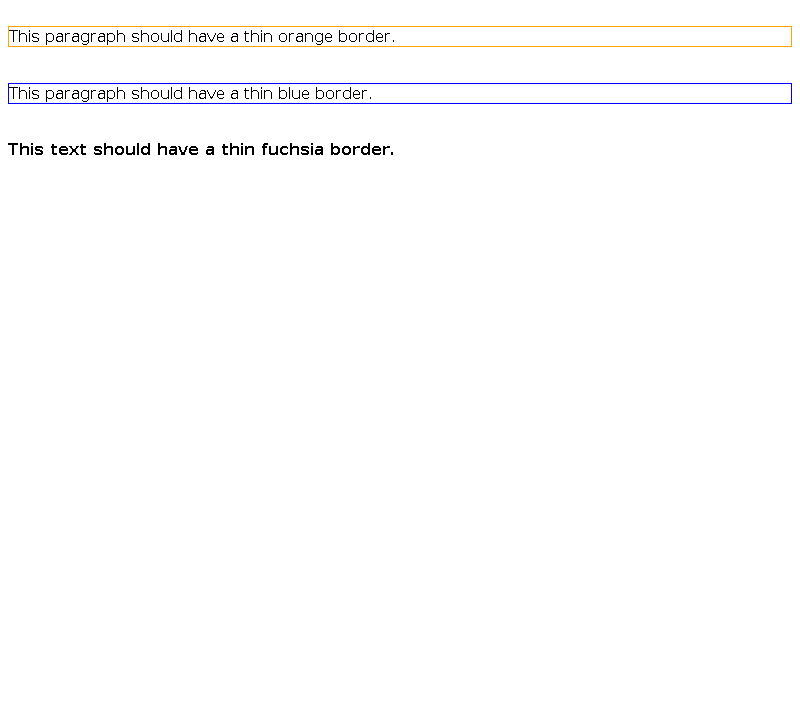 This paragraph should have a thin orange border.
This paragraph should have a thin blue border.
This text should have a thin fuchsia border.